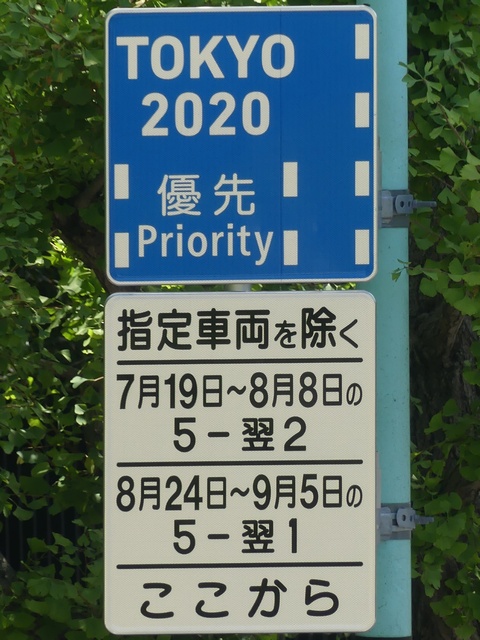 TOKYO
2020
優先
Priority
指定車両を除く
7月19日~8月8日の
5-翌2
8月24日~9月5日の
5-翌1
ここから